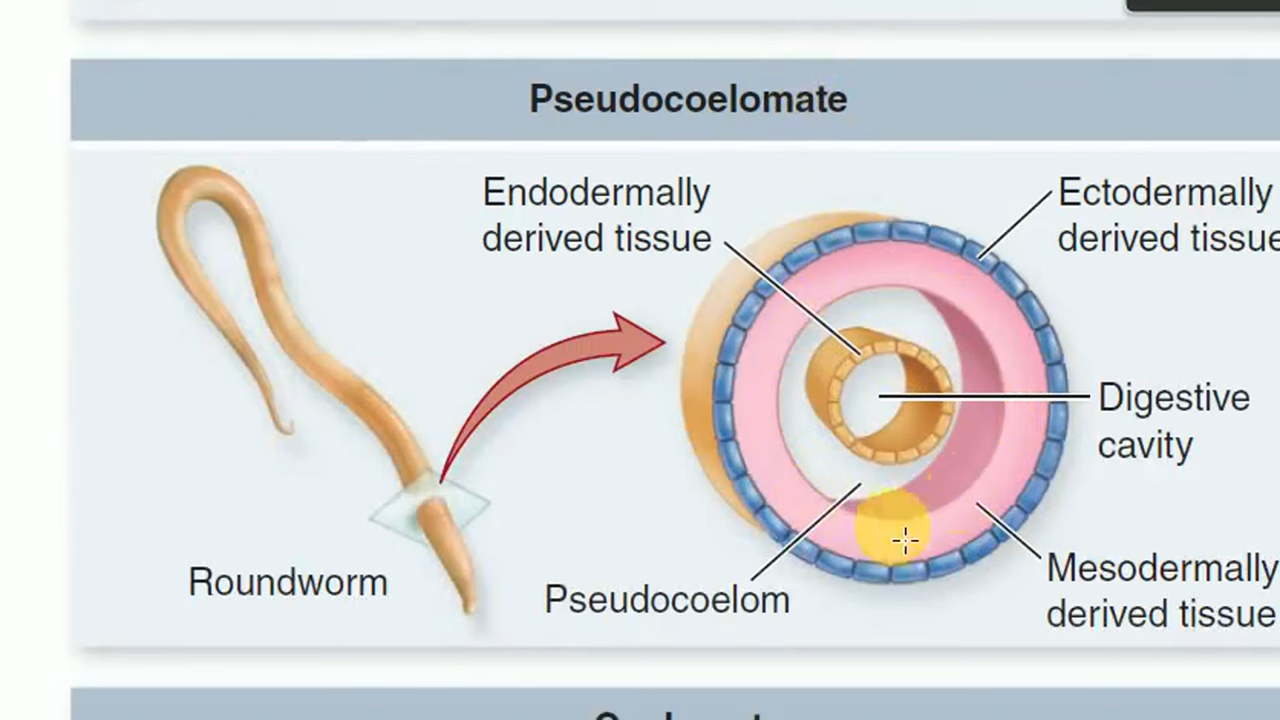 Pseudocoelomate
Endodermally
derived tissue
Ectodermally
derived tissue
Digestive
cavity
Roundworm
Pseudocoelom
Mesodermally
derived tissue